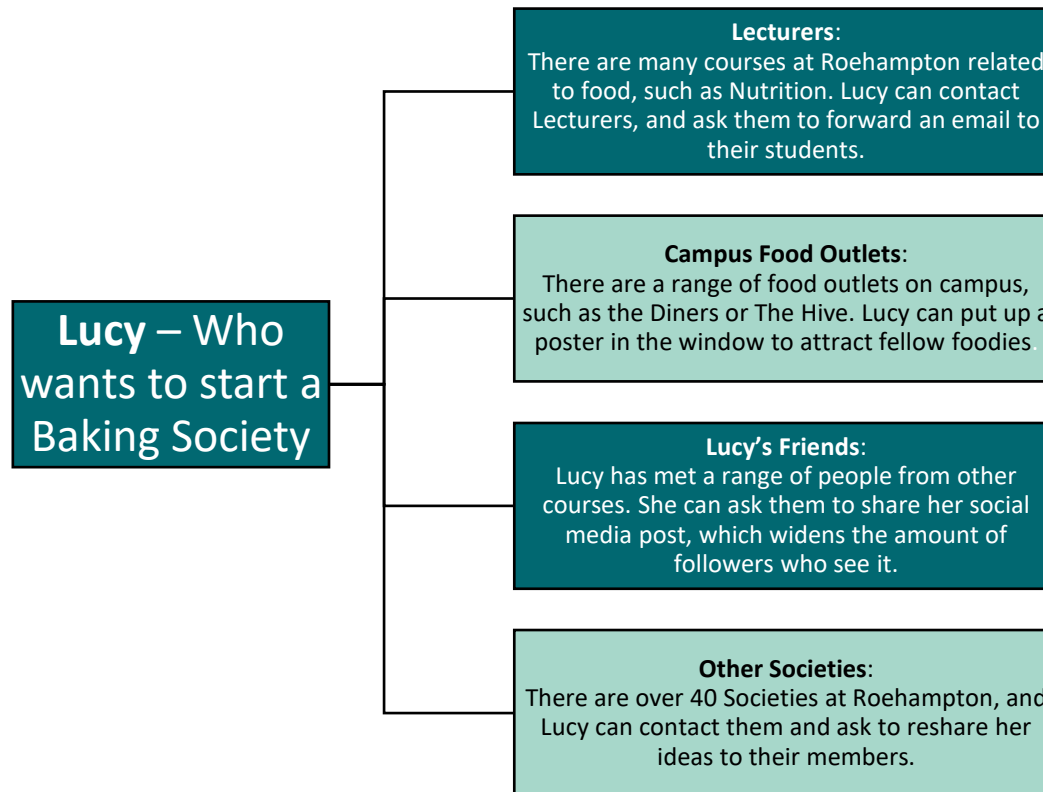 Lucy – Who
wants to start a
Baking Society
Lecturers:
There are many courses at Roehampton related
to food, such as Nutrition. Lucy can contact
Lecturers, and ask them to forward an email to
their students.
Campus Food Outlets:
There are a range of food outlets on campus,
such as the Diners or The Hive. Lucy can put up a
poster in the window to attract fellow foodies.
Lucy’s Friends:
Lucy has met a range of people from other
courses. She can ask them to share her social
media post, which widens the amount of
followers who see it.
Other Societies:
There are over 40 Societies at Roehampton, and
Lucy can contact them and ask to reshare her
ideas to their members.